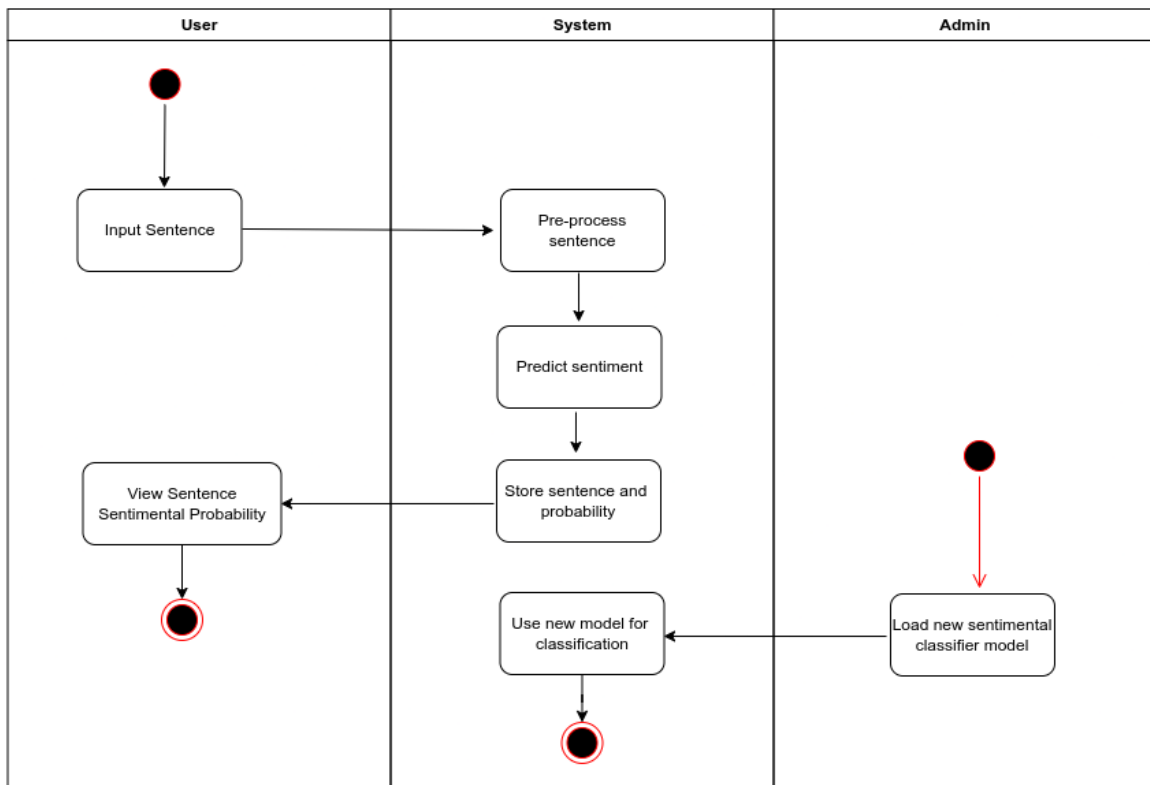 User
System
Admin
Input Sentence
Pre-process
sentence
Predict sentiment
View Sentence
Sentimental Probability
Store sentence and
probability
Use new model for
classification
Load new sentimental
classifier model